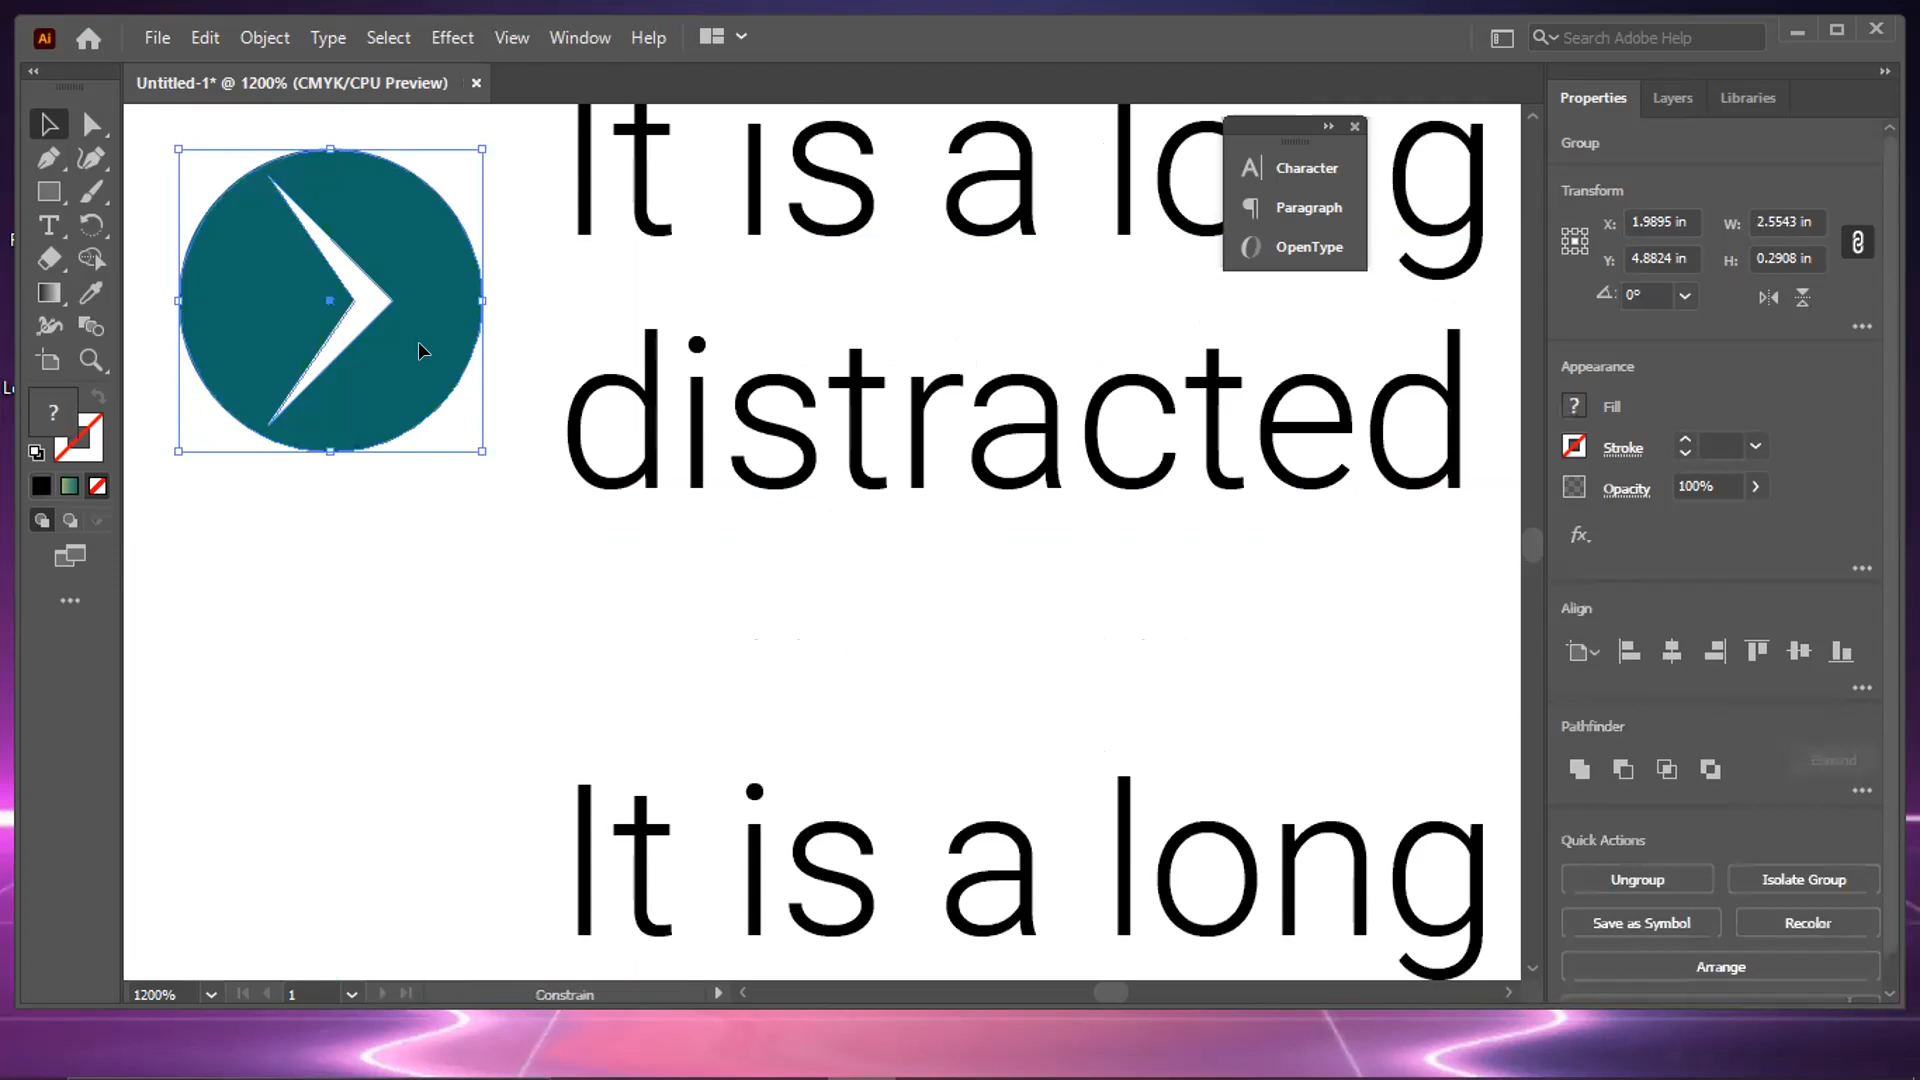 Ai File Edit Object Type Select Effect View Window Help Search Adobe Help
Untitled-1* @ 1200% (CMYK/CPU Preview)
Properties Layers Libraries
Group
Transform
X: 1.9895 in W: 2.5543 in
Y: 4.8824 in H: 0.2908 in
0°
Appearance
? Fill
Stroke
Opacity 100%
fx.
Align
Pathfinder
Expand
Quick Actions
Ungroup Isolate Group
Save as Symbol Recolor
Arrange
Character
Paragraph
OpenType
It is a long
distracted
It is a long
?
1200% 1 Constrain